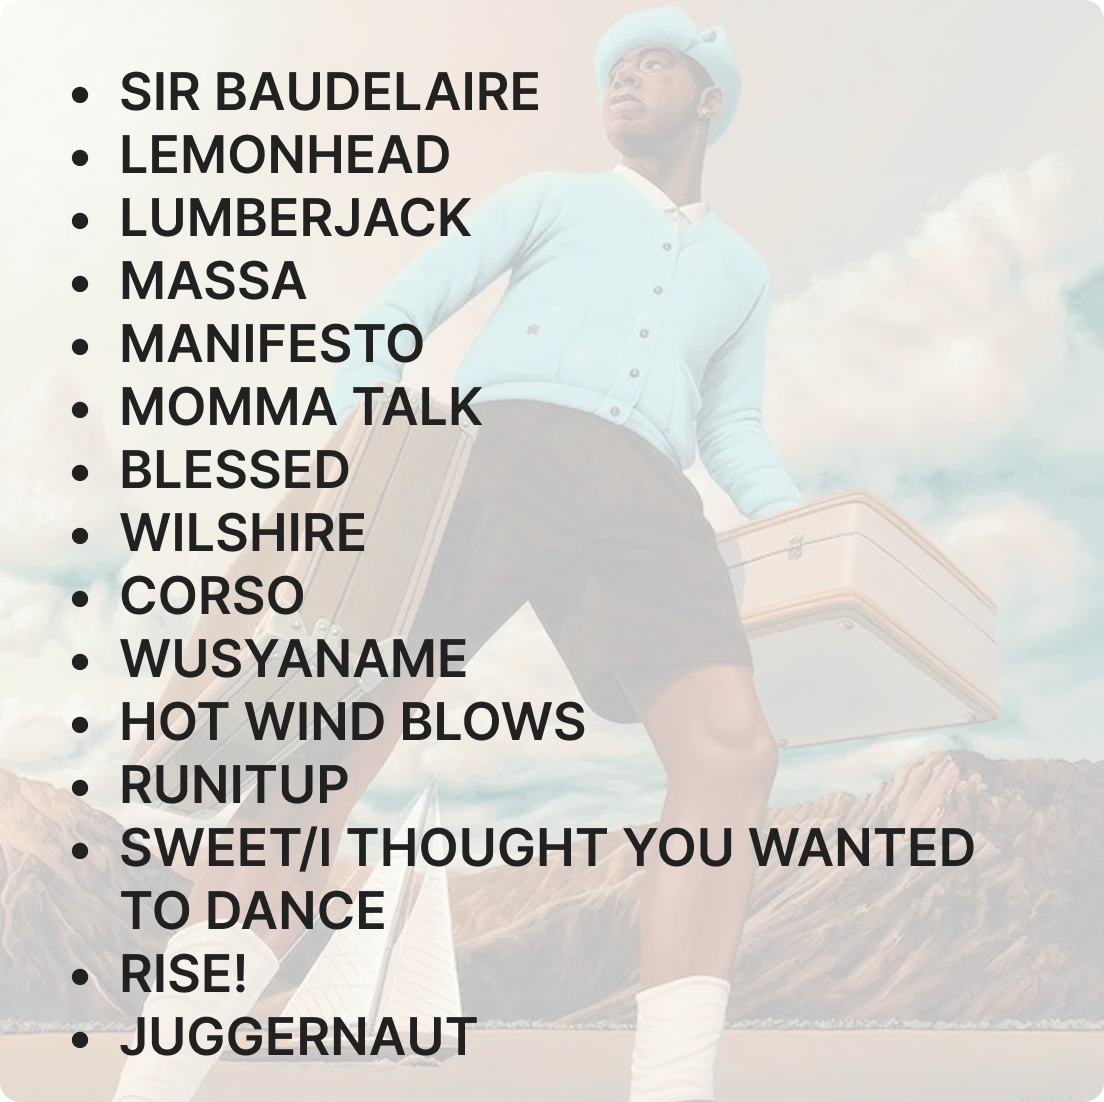 • SIR BAUDELAIRE
• LEMONHEAD
• LUMBERJACK
• MASSA
• MANIFESTO
• MOMMA TALK
• BLESSED
• WILSHIRE
• CORSO
• WUSYANAME
• HOT WIND BLOWS
• RUNITUP
• SWEET/I THOUGHT YOU WANTED
TO DANCE
• RISE!
• JUGGERNAUT